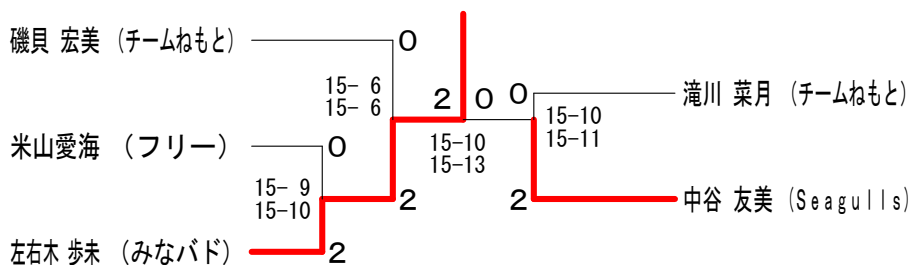 磯貝 宏美 (チームねもと)
0
15- 6
15- 6
2 0 0
滝川 菜月 (チームねもと)
15-10
15-11
15-10
15-13
米山愛海 (フリー)
0
15- 9
15-10
2
2
中谷 友美 (Seagulls)
左右木 歩未 (みなバド)
2